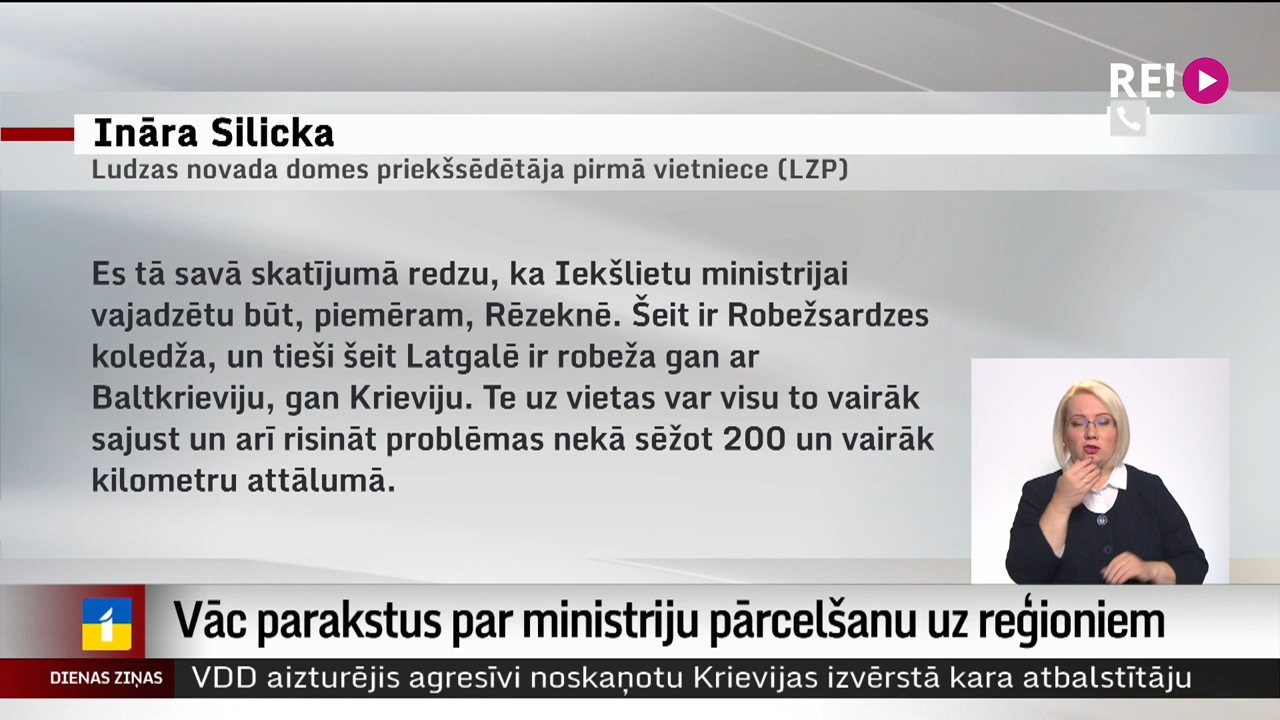 RE!
Ināra Silicka
Ludzas novada domes priekšsēdētāja pirmā vietniece (LZP)
Es tā savā skatījumā redzu, ka Iekšlietu ministrijai
vajadzētu būt, piemēram, Rēzeknē. Šeit ir Robežsardzes
koledža, un tieši šeit Latgalē ir robeža gan ar
Baltkrieviju, gan Krieviju. Te uz vietas var visu to vairāk
sajust un arī risināt problēmas nekā sēžot 200 un vairāk
kilometru attālumā.
1
Vāc parakstus par ministriju pārcelšanu uz reģioniem
DIENAS ZIŅAS
VDD aizturējis agresīvi noskaņotu Krievijas izvērstā kara atbalstītāju